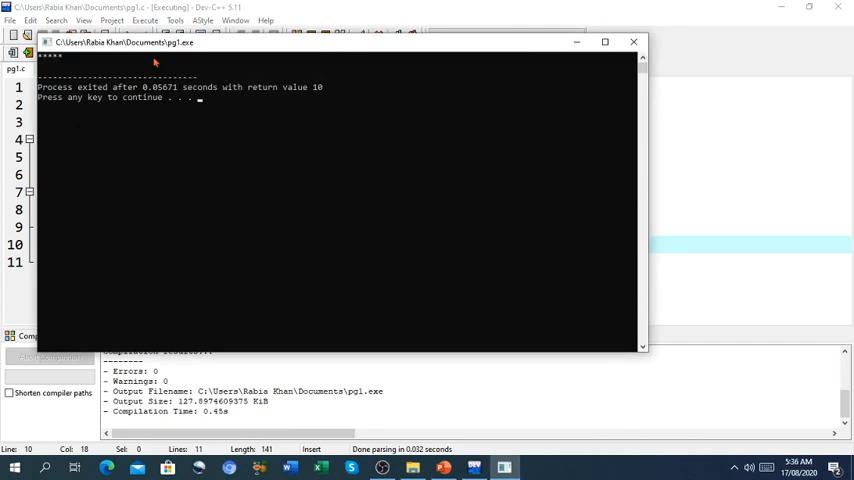 C:\Users\Rabia Khan\Documents\pg1.c - [Executing] - Dev-C++ 5.11
File Edit Search View Project Execute Tools AStyle Window Help
C:\Users\Rabia Khan\Documents\pg1.exe
pg1.c
*****
--------------------------------
Process exited after 0.05671 seconds with return value 10
Press any key to continue . . .
1
2
3
4
5
6
7
8
9
10
11
Abort Compilation
Shorten compiler paths
Compilation results...
--------
- Errors: 0
- Warnings: 0
- Output Filename: C:\Users\Rabia Khan\Documents\pg1.exe
- Output Size: 127.8974609375 KiB
- Compilation Time: 0.45s
Line: 10 Col: 18 Sel: 0 Lines: 11 Length: 141 Insert Done parsing in 0.032 seconds
5:36 AM
17/08/2020